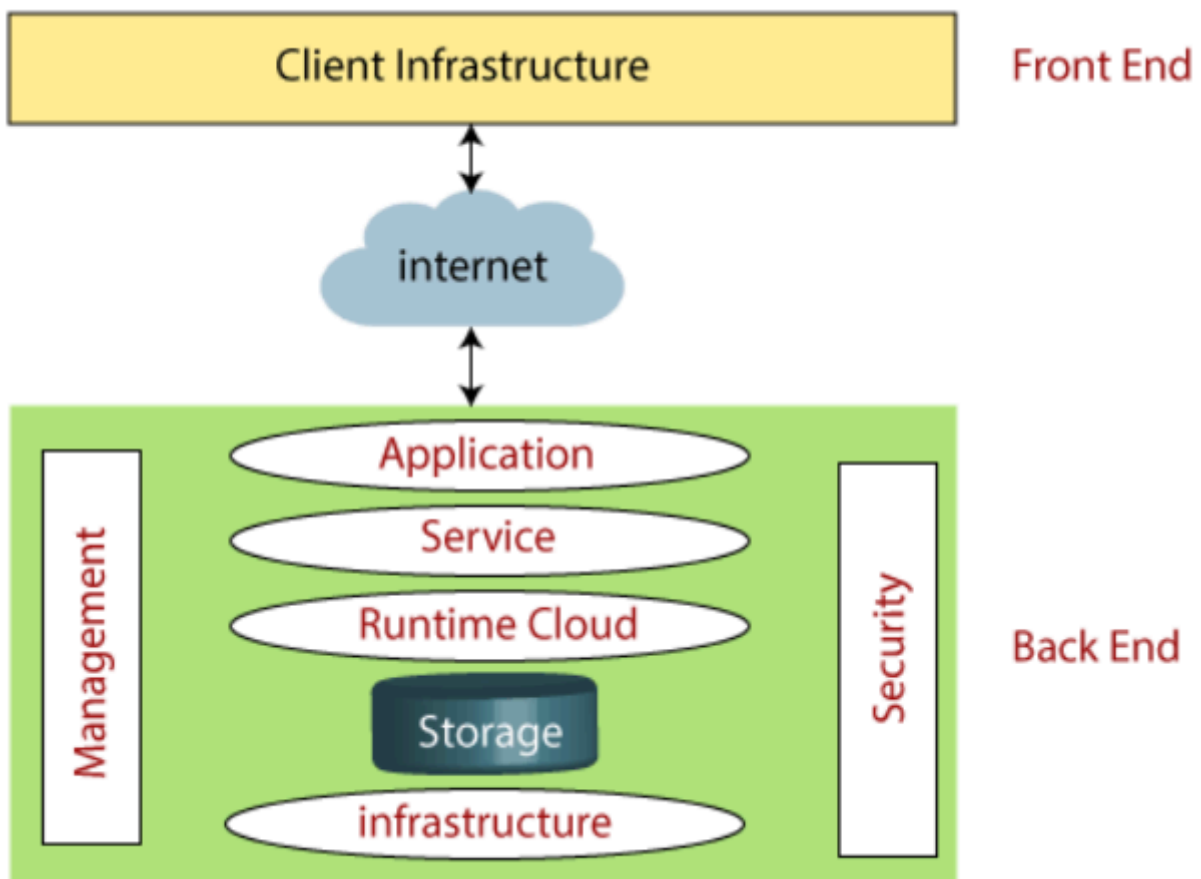 Client Infrastructure
Front End
internet
Application
Service
Runtime Cloud
Storage
infrastructure
Management
Security
Back End